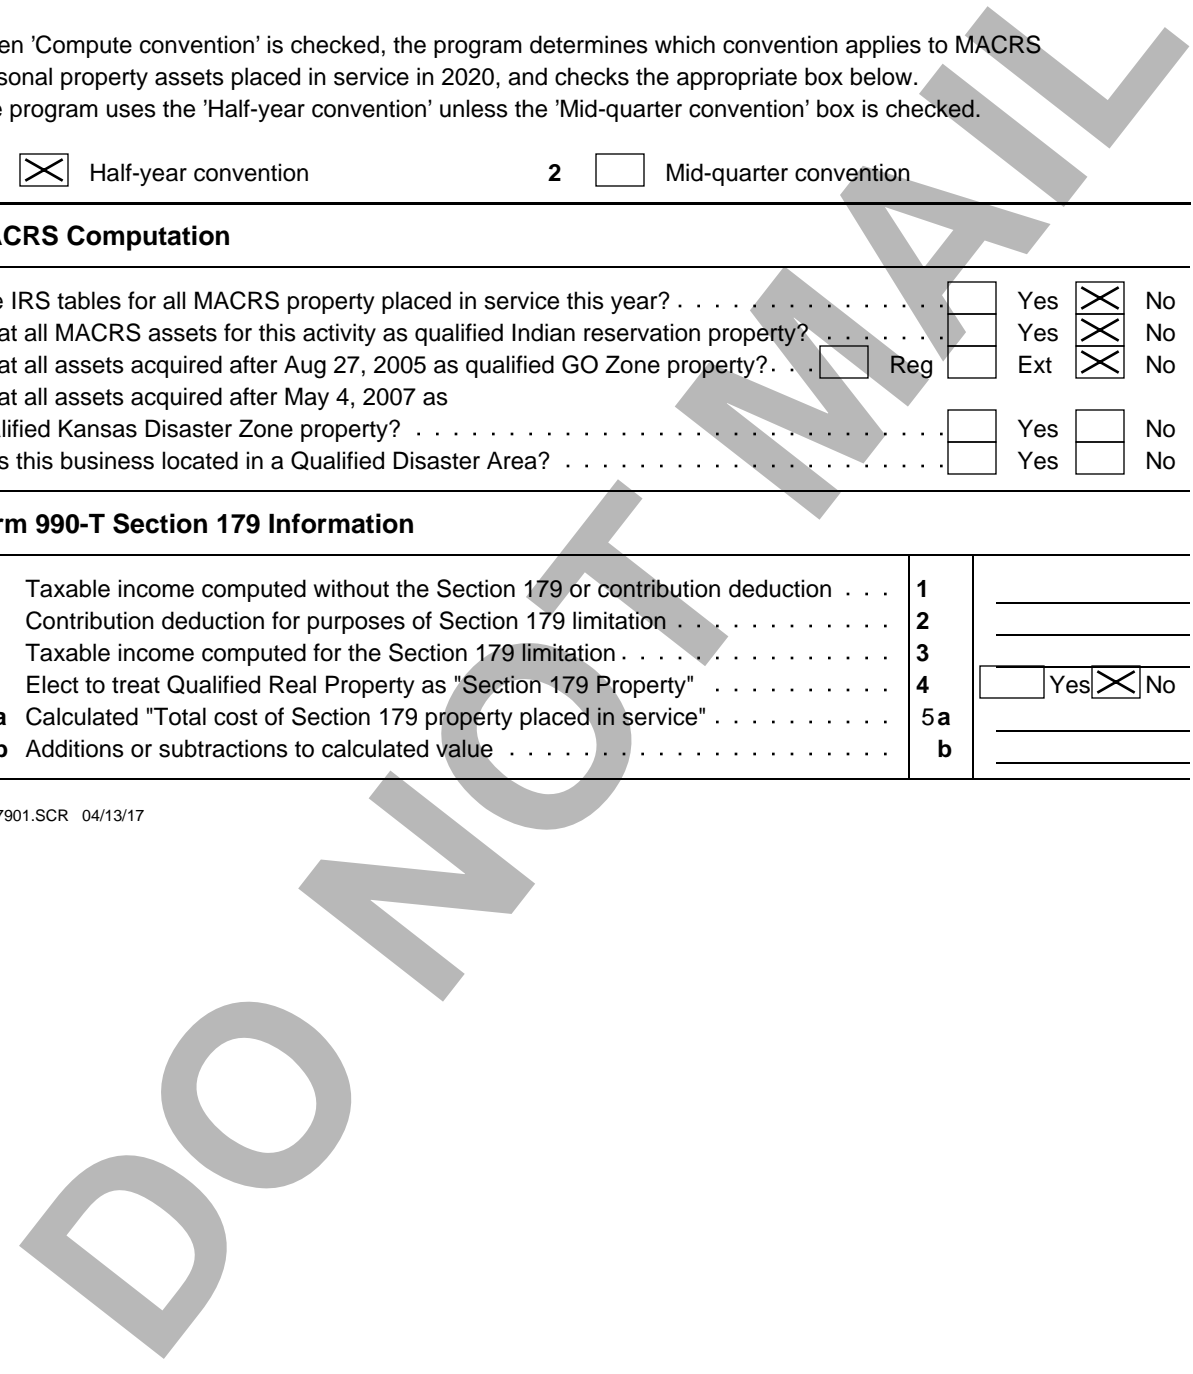 en 'Compute convention' is checked, the program determines which convention applies to MACRS
sonal property assets placed in service in 2020, and checks the appropriate box below.
e program uses the 'Half-year convention' unless the 'Mid-quarter convention' box is checked.
Half-year convention 2 Mid-quarter convention
ACRS Computation
e IRS tables for all MACRS property placed in service this year? Yes No
at all MACRS assets for this activity as qualified Indian reservation property? Yes No
at all assets acquired after Aug 27, 2005 as qualified GO Zone property? Reg Ext No
at all assets acquired after May 4, 2007 as
lified Kansas Disaster Zone property? Yes No
s this business located in a Qualified Disaster Area? Yes No
rm 990-T Section 179 Information
Taxable income computed without the Section 179 or contribution deduction 1
Contribution deduction for purposes of Section 179 limitation 2
Taxable income computed for the Section 179 limitation 3
Elect to treat Qualified Real Property as "Section 179 Property" 4 Yes No
a Calculated "Total cost of Section 179 property placed in service" 5a
b Additions or subtractions to calculated value b
7901.SCR 04/13/17
DO NOT MAIL